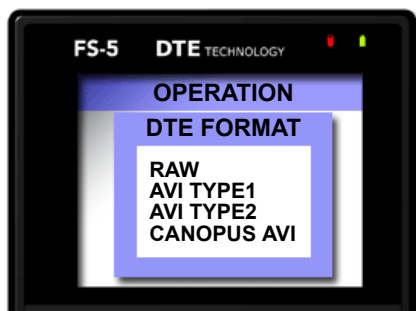 FS-5 DTE TECHNOLOGY
OPERATION
DTE FORMAT
RAW
AVI TYPE1
AVI TYPE2
CANOPUS AVI